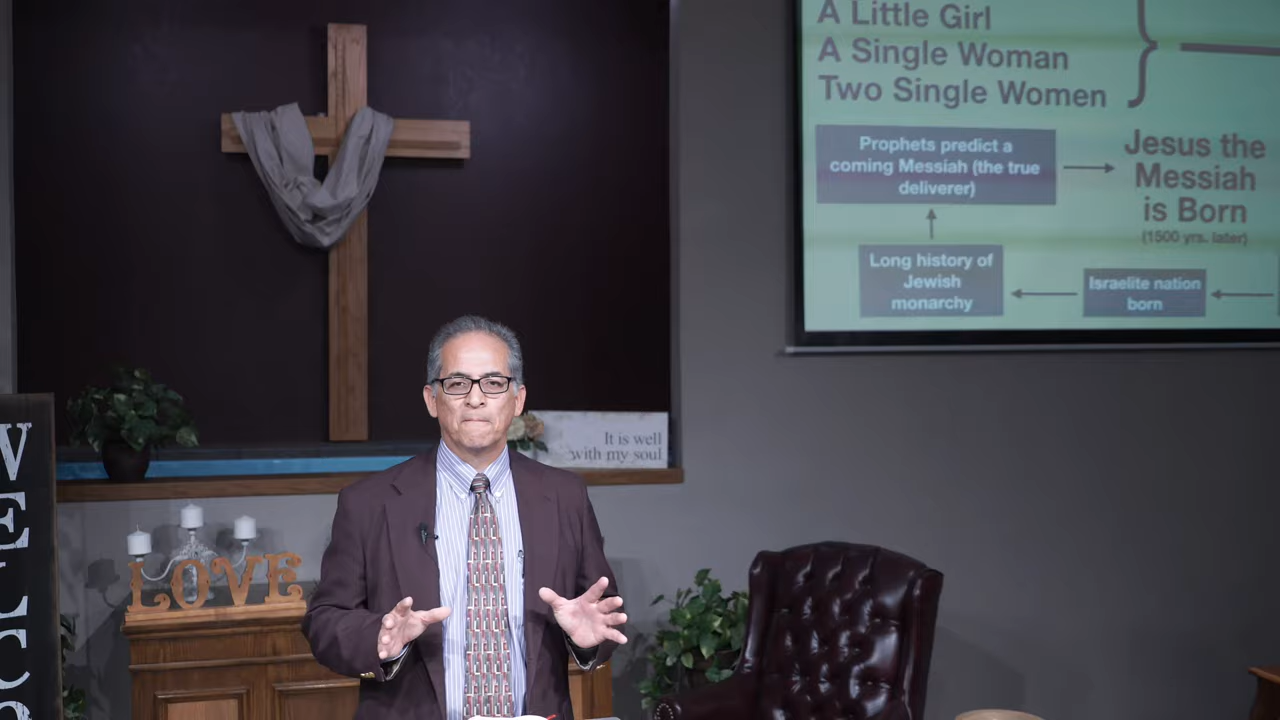 A Little Girl
A Single Woman
Two Single Women
Prophets predict a
coming Messiah (the true
deliverer)
Jesus the
Messiah
is Born
(1500 yrs. later)
Long history of
Jewish
monarchy
Israelite nation
born
It is well
with my soul
LOVE
W
E
L
C